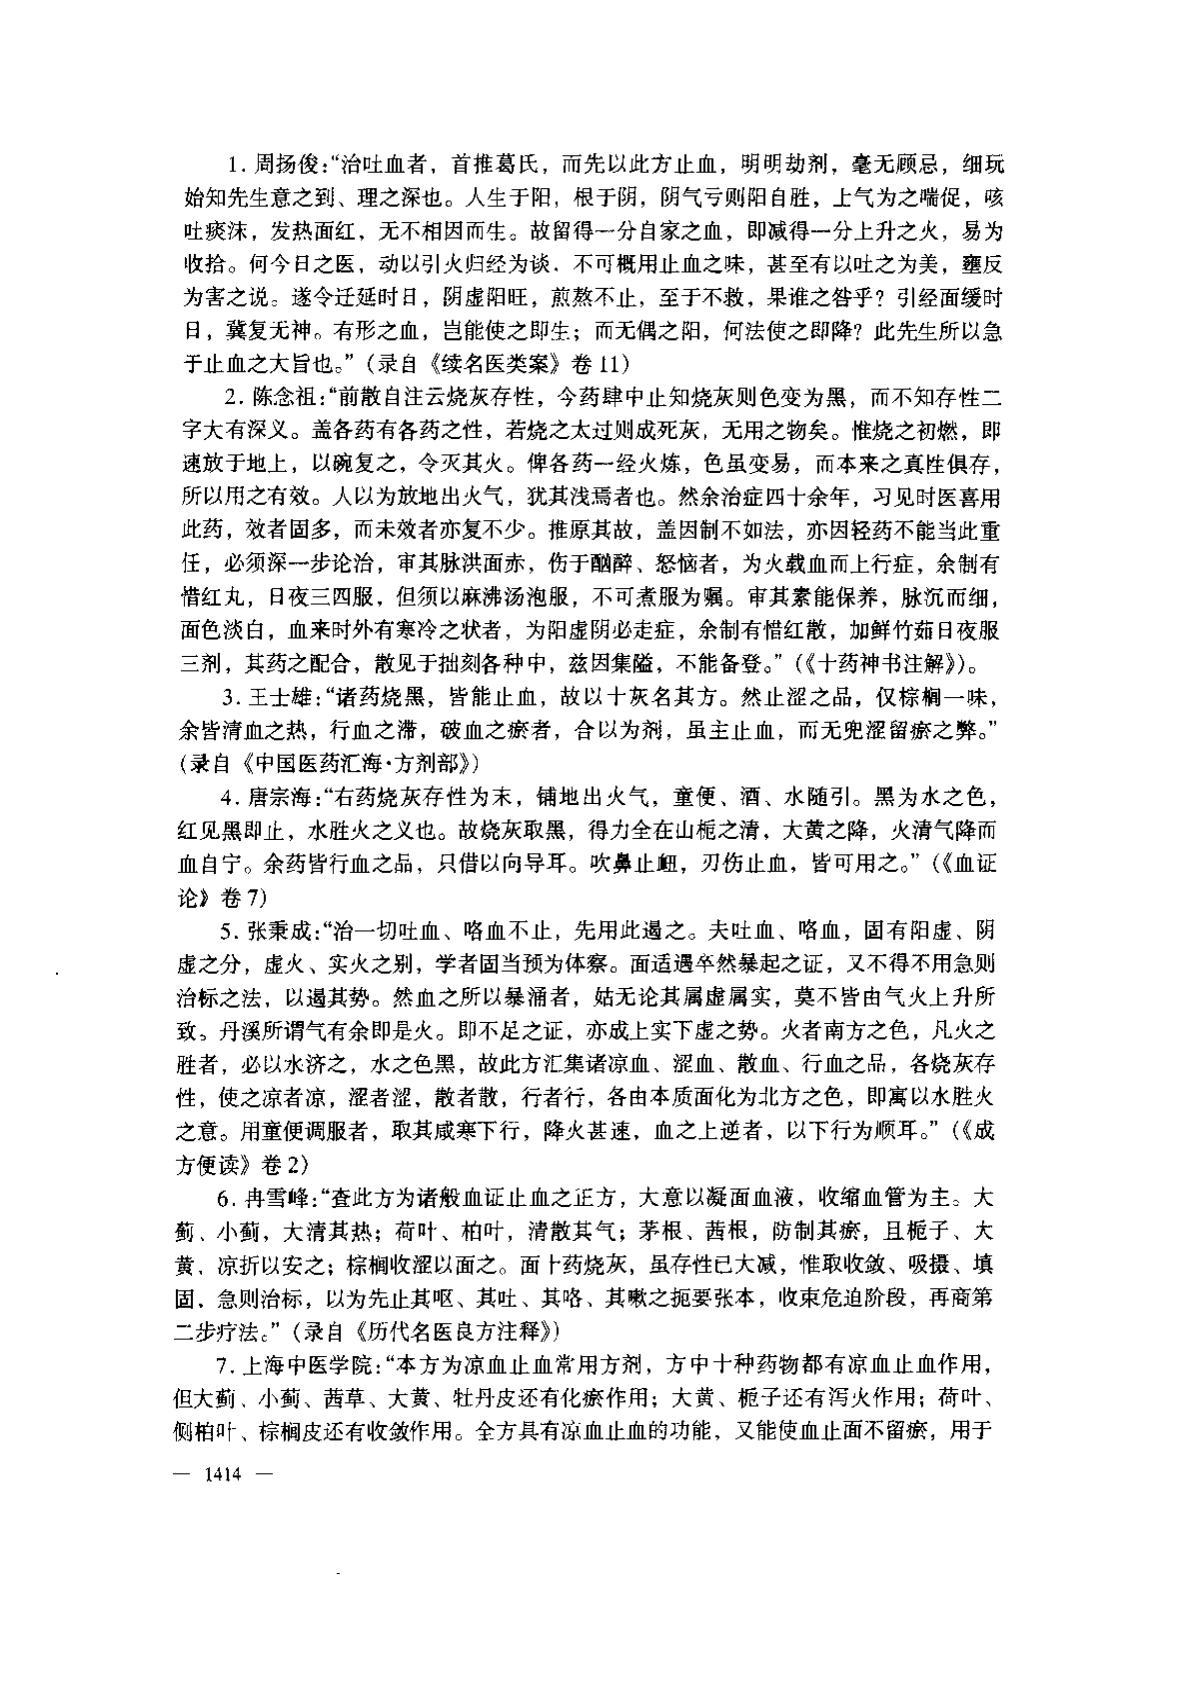 1. 周扬俊：“治吐血者，首推葛氏，而先以此方止血，明明劫剂，毫无顾忌，细玩
始知先生意之到、理之深也。人生于阳，根于阴，阴气亏则阳自胜，上气为之喘促，咳
吐痰沫，发热面红，无不相因而生。故留得一分自家之血，即减得一分上升之火，易为
收拾。何今日之医，动以引火归经为谈．不可概用止血之味，甚至有以吐之为美，壅反
为害之说。遂令迁延时日，阴虚阳旺，煎熬不止，至于不救，果谁之咎乎？引经面缓时
日，冀复无神。有形之血，岂能使之即生；而无偶之阳，何法使之即降？此先生所以急
于止血之大旨也。”（录自《续名医类案》卷 11）
2. 陈念祖：“前散自注云烧灰存性，今药肆中止知烧灰则色变为黑，而不知存性二
字大有深义。盖各药有各药之性，若烧之太过则成死灰，无用之物矣。惟烧之初燃，即
速放于地上，以碗复之，令灭其火。俾各药一经火炼，色虽变易，而本来之真性俱存，
所以用之有效。人以为放地出火气，犹其浅焉者也。然余治症四十余年，习见时医喜用
此药，效者固多，而未效者亦复不少。推原其故，盖因制不如法，亦因轻药不能当此重
任，必须深一步论治，审其脉洪面赤，伤于酗醉、怒恼者，为火载血而上行症，余制有
惜红丸，日夜三四服，但须以麻沸汤泡服，不可煮服为嘱。审其素能保养，脉沉而细，
面色淡白，血来时外有寒冷之状者，为阳虚阴必走症，余制有惜红散，加鲜竹茹日夜服
三剂，其药之配合，散见于拙刻各种中，兹因集隘，不能备登。”（《十药神书注解》）。
3. 王士雄：“诸药烧黑，皆能止血，故以十灰名其方。然止涩之品，仅棕榈一味，
余皆清血之热，行血之滞，破血之瘀者，合以为剂，虽主止血，而无兜涩留瘀之弊。”
（录自《中国医药汇海·方剂部》）
4. 唐宗海：“右药烧灰存性为末，铺地出火气，童便、酒、水随引。黑为水之色，
红见黑即止，水胜火之义也。故烧灰取黑，得力全在山栀之清，大黄之降，火清气降而
血自宁。余药皆行血之品，只借以向导耳。吹鼻止衄，刃伤止血，皆可用之。”（《血证
论》卷 7）
5. 张秉成：“治一切吐血、咯血不止，先用此遏之。夫吐血、咯血，固有阳虚、阴
虚之分，虚火、实火之别，学者固当预为体察。面适遇卒然暴起之证，又不得不用急则
治标之法，以遏其势。然血之所以暴涌者，姑无论其属虚属实，莫不皆由气火上升所
致。丹溪所谓气有余即是火。即不足之证，亦成上实下虚之势。火者南方之色，凡火之
胜者，必以水济之，水之色黑，故此方汇集诸凉血、涩血、散血、行血之品，各烧灰存
性，使之凉者凉，涩者涩，散者散，行者行，各由本质面化为北方之色，即寓以水胜火
之意。用童便调服者，取其咸寒下行，降火甚速，血之上逆者，以下行为顺耳。”（《成
方便读》卷 2）
6. 冉雪峰：“查此方为诸般血证止血之正方，大意以凝面血液，收缩血管为主。大
蓟、小蓟，大清其热；荷叶、柏叶，清散其气；茅根、茜根，防制其瘀，且栀子、大
黄，凉折以安之；棕榈收涩以面之。面十药烧灰，虽存性已大减，惟取收敛、吸摄、填
固，急则治标，以为先止其呕、其吐、其咯、其嗽之扼要张本，收束危迫阶段，再商第
二步疗法。”（录自《历代名医良方注释》）
7. 上海中医学院：“本方为凉血止血常用方剂，方中十种药物都有凉血止血作用，
但大蓟、小蓟、茜草、大黄、牡丹皮还有化瘀作用；大黄、栀子还有泻火作用；荷叶、
侧柏叶、棕榈皮还有收敛作用。全方具有凉血止血的功能，又能使血止面不留瘀，用于
— 1414 —